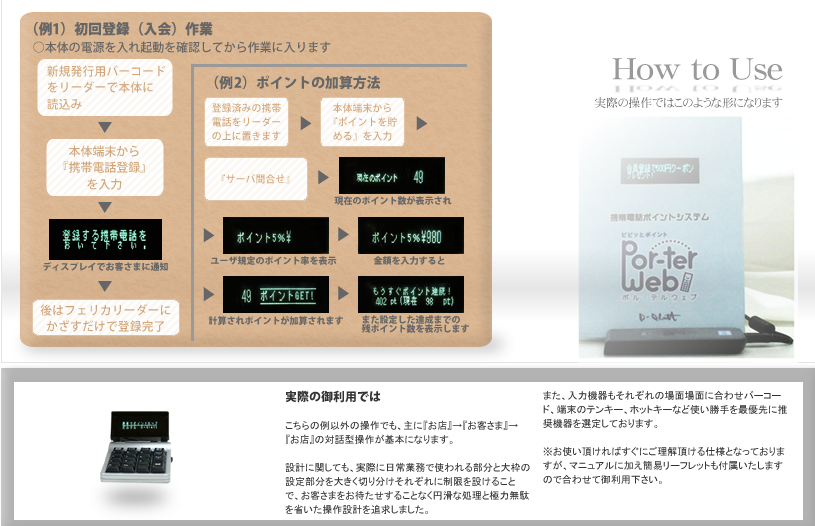 （例1）初回登録（入会）作業
○本体の電源を入れ起動を確認してから作業に入ります
新規発行用バーコード
をリーダーで本体に
読込み
本体端末から
『携帯電話登録』
を入力
登録する携帯電話を
おいて下さい。
ディスプレイでお客さまに通知
後はフェリカリーダーに
かざすだけで登録完了
（例2）ポイントの加算方法
登録済みの携帯
電話をリーダー
の上に置きます
本体端末から
『ポイントを貯
める』を入力
『サーバ問合せ』
現在のポイント 49
現在のポイント数が表示され
ポイント5%¥
ユーザ規定のポイント率を表示
ポイント5%¥980
金額を入力すると
49 ポイントGET!
計算されポイントが加算されます
もうすぐポイント達成！
402 pt(現在 98 pt)
また設定した達成までの
残ポイント数を表示します
How to Use
実際の操作ではこのような形になります
会員登録で500円クーポン
プレゼント！
携帯電話ポイントシステム
ピピッとポイント
Por-ter
Web
ポル・テルウェブ
実際の御利用では
こちらの例以外の操作でも、主に『お店』→『お客さま』→
『お店』の対話型操作が基本になります。
設計に関しても、実際に日常業務で使われる部分と大枠の
設定部分を大きく切り分けそれぞれに制限を設けること
で、お客さまをお待たせすることなく円滑な処理と極力無駄
を省いた操作設計を追求しました。
また、入力機器もそれぞれの場面場面に合わせバーコー
ド、端末のテンキー、ホットキーなど使い勝手を最優先に推
奨機器を選定しております。
※お使い頂ければすぐにご理解頂ける仕様となっておりま
すが、マニュアルに加え簡易リーフレットも付属いたします
ので合わせて御利用下さい。